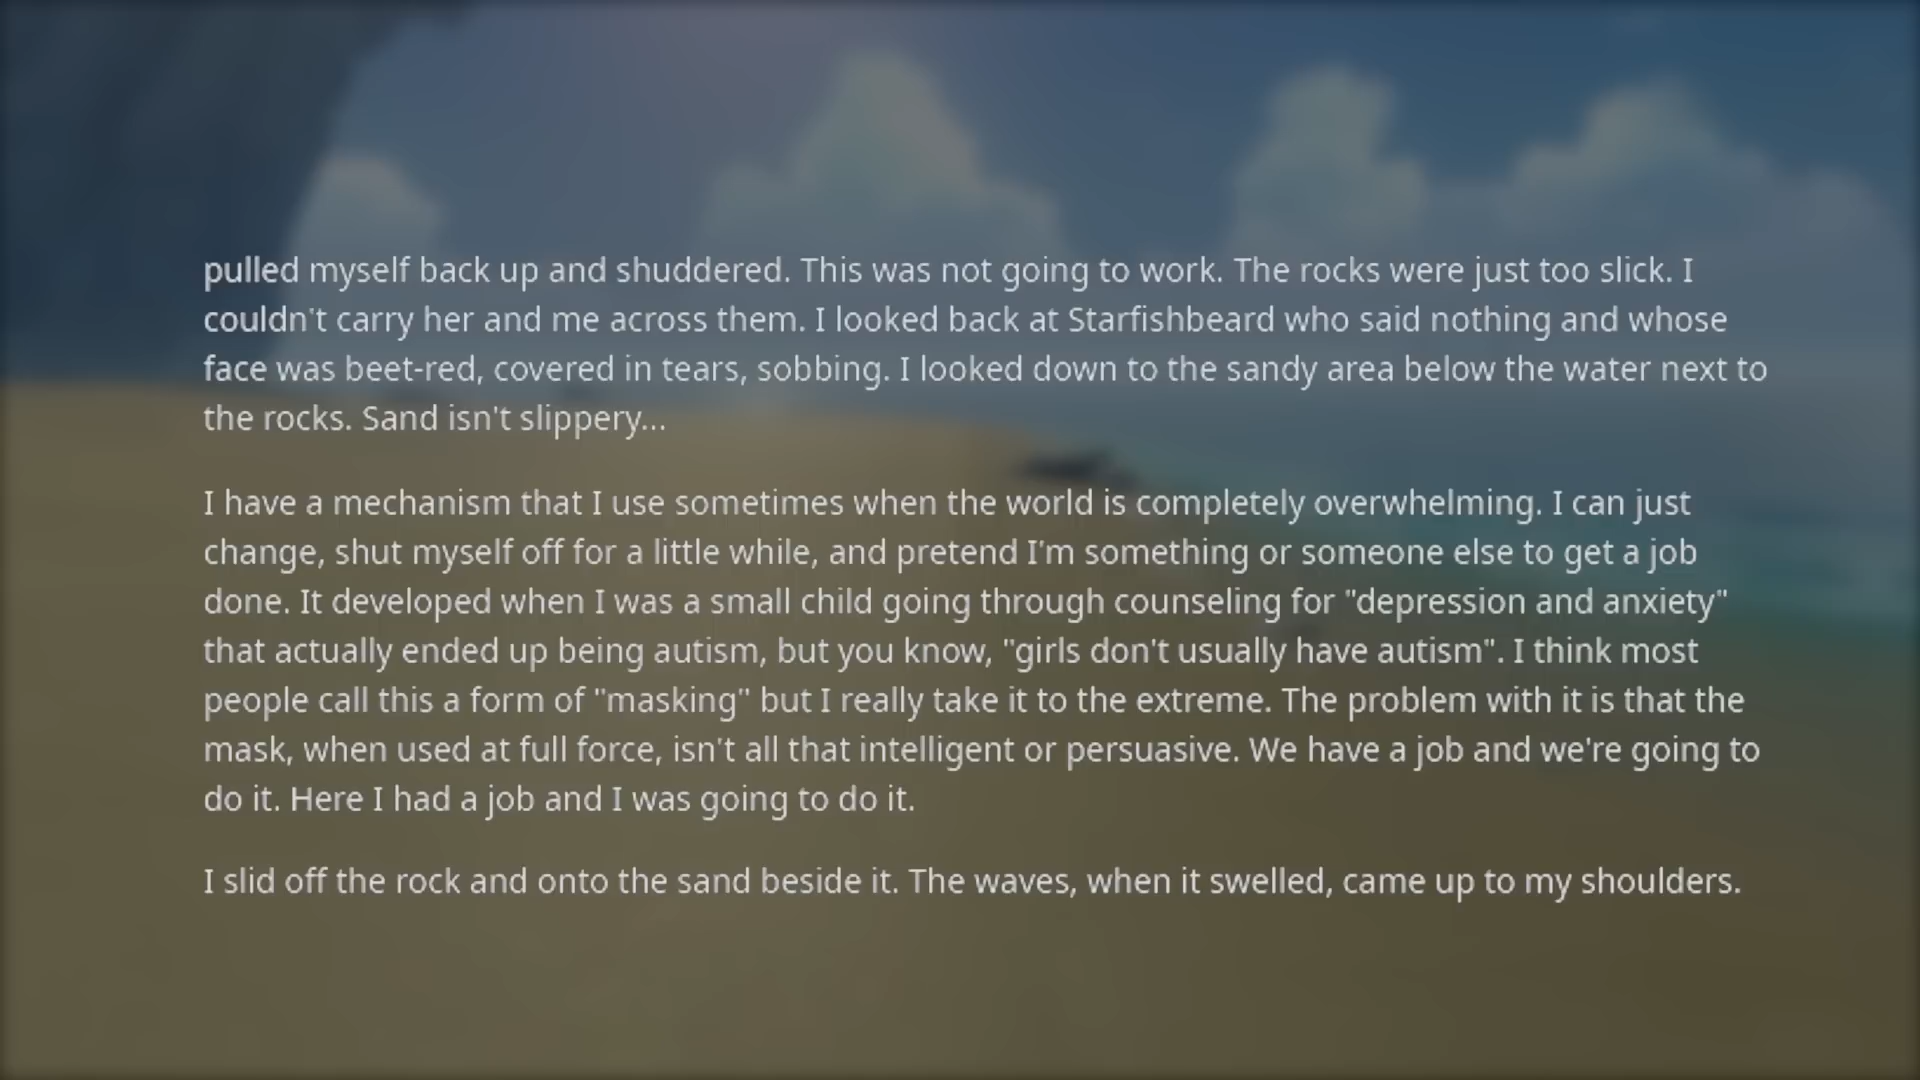 pulled myself back up and shuddered. This was not going to work. The rocks were just too slick. I
couldn't carry her and me across them. I looked back at Starfishbeard who said nothing and whose
face was beet-red, covered in tears, sobbing. I looked down to the sandy area below the water next to
the rocks. Sand isn't slippery...
I have a mechanism that I use sometimes when the world is completely overwhelming. I can just
change, shut myself off for a little while, and pretend I'm something or someone else to get a job
done. It developed when I was a small child going through counseling for "depression and anxiety"
that actually ended up being autism, but you know, "girls don't usually have autism". I think most
people call this a form of "masking" but I really take it to the extreme. The problem with it is that the
mask, when used at full force, isn't all that intelligent or persuasive. We have a job and we're going to
do it. Here I had a job and I was going to do it.
I slid off the rock and onto the sand beside it. The waves, when it swelled, came up to my shoulders.